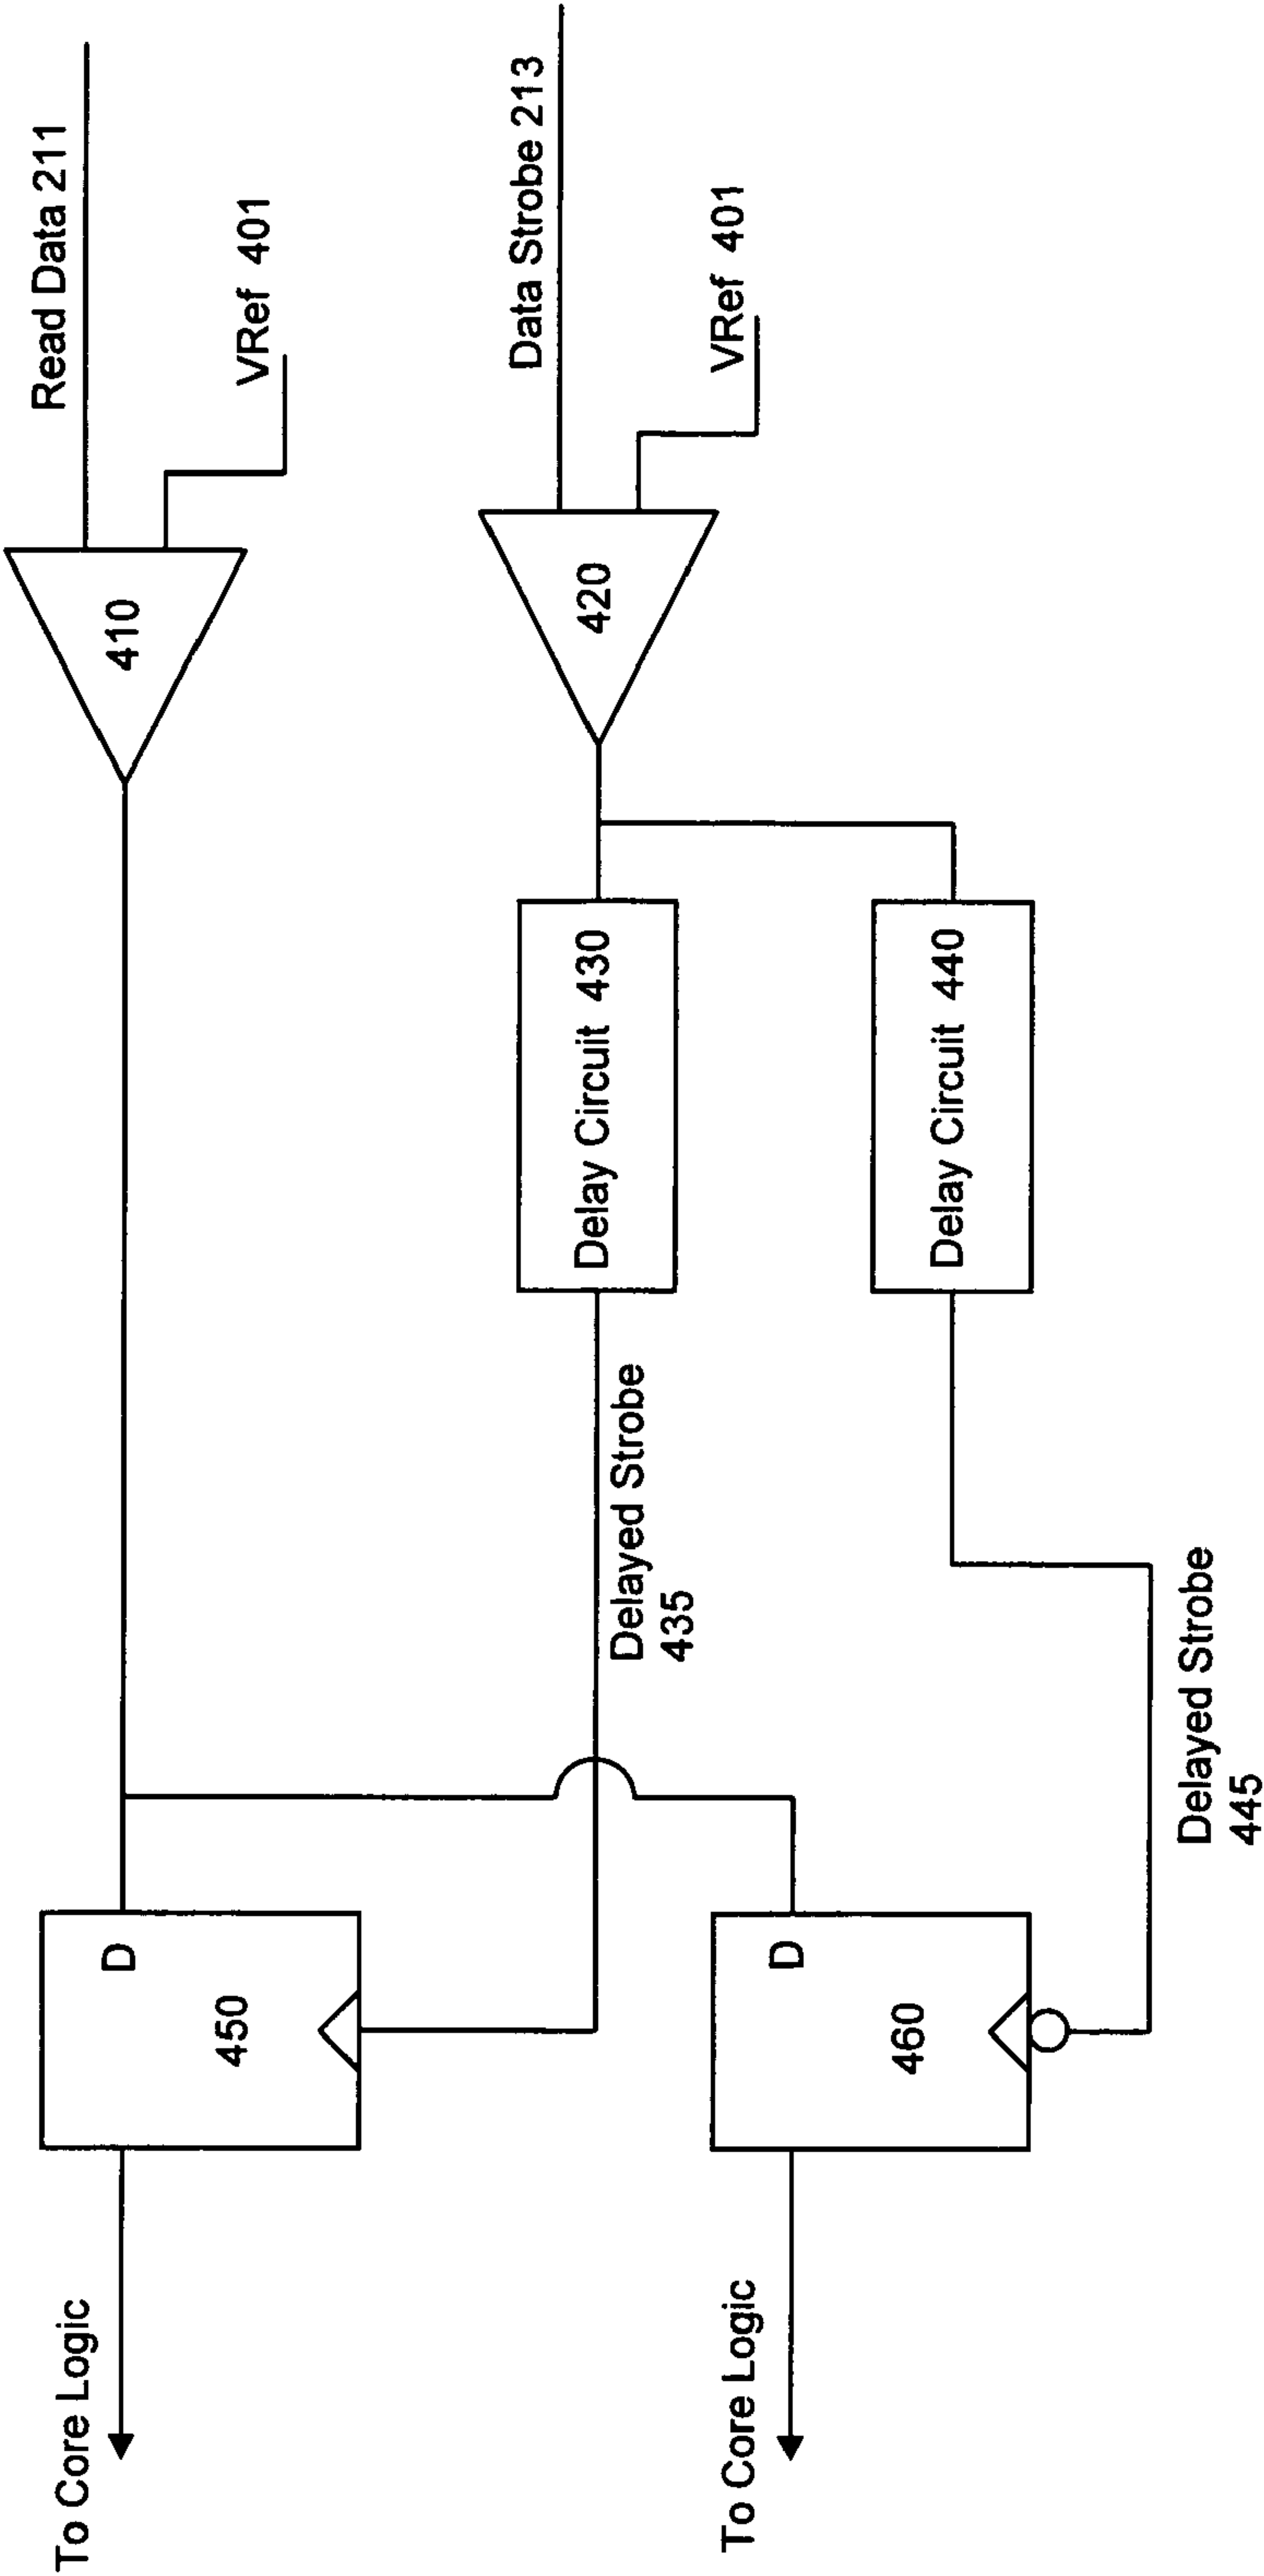 Read Data 211
VRef 401
410
D
450
To Core Logic
Data Strobe 213
VRef 401
420
Delay Circuit 430
Delayed Strobe
435
Delay Circuit 440
D
460
To Core Logic
Delayed Strobe
445